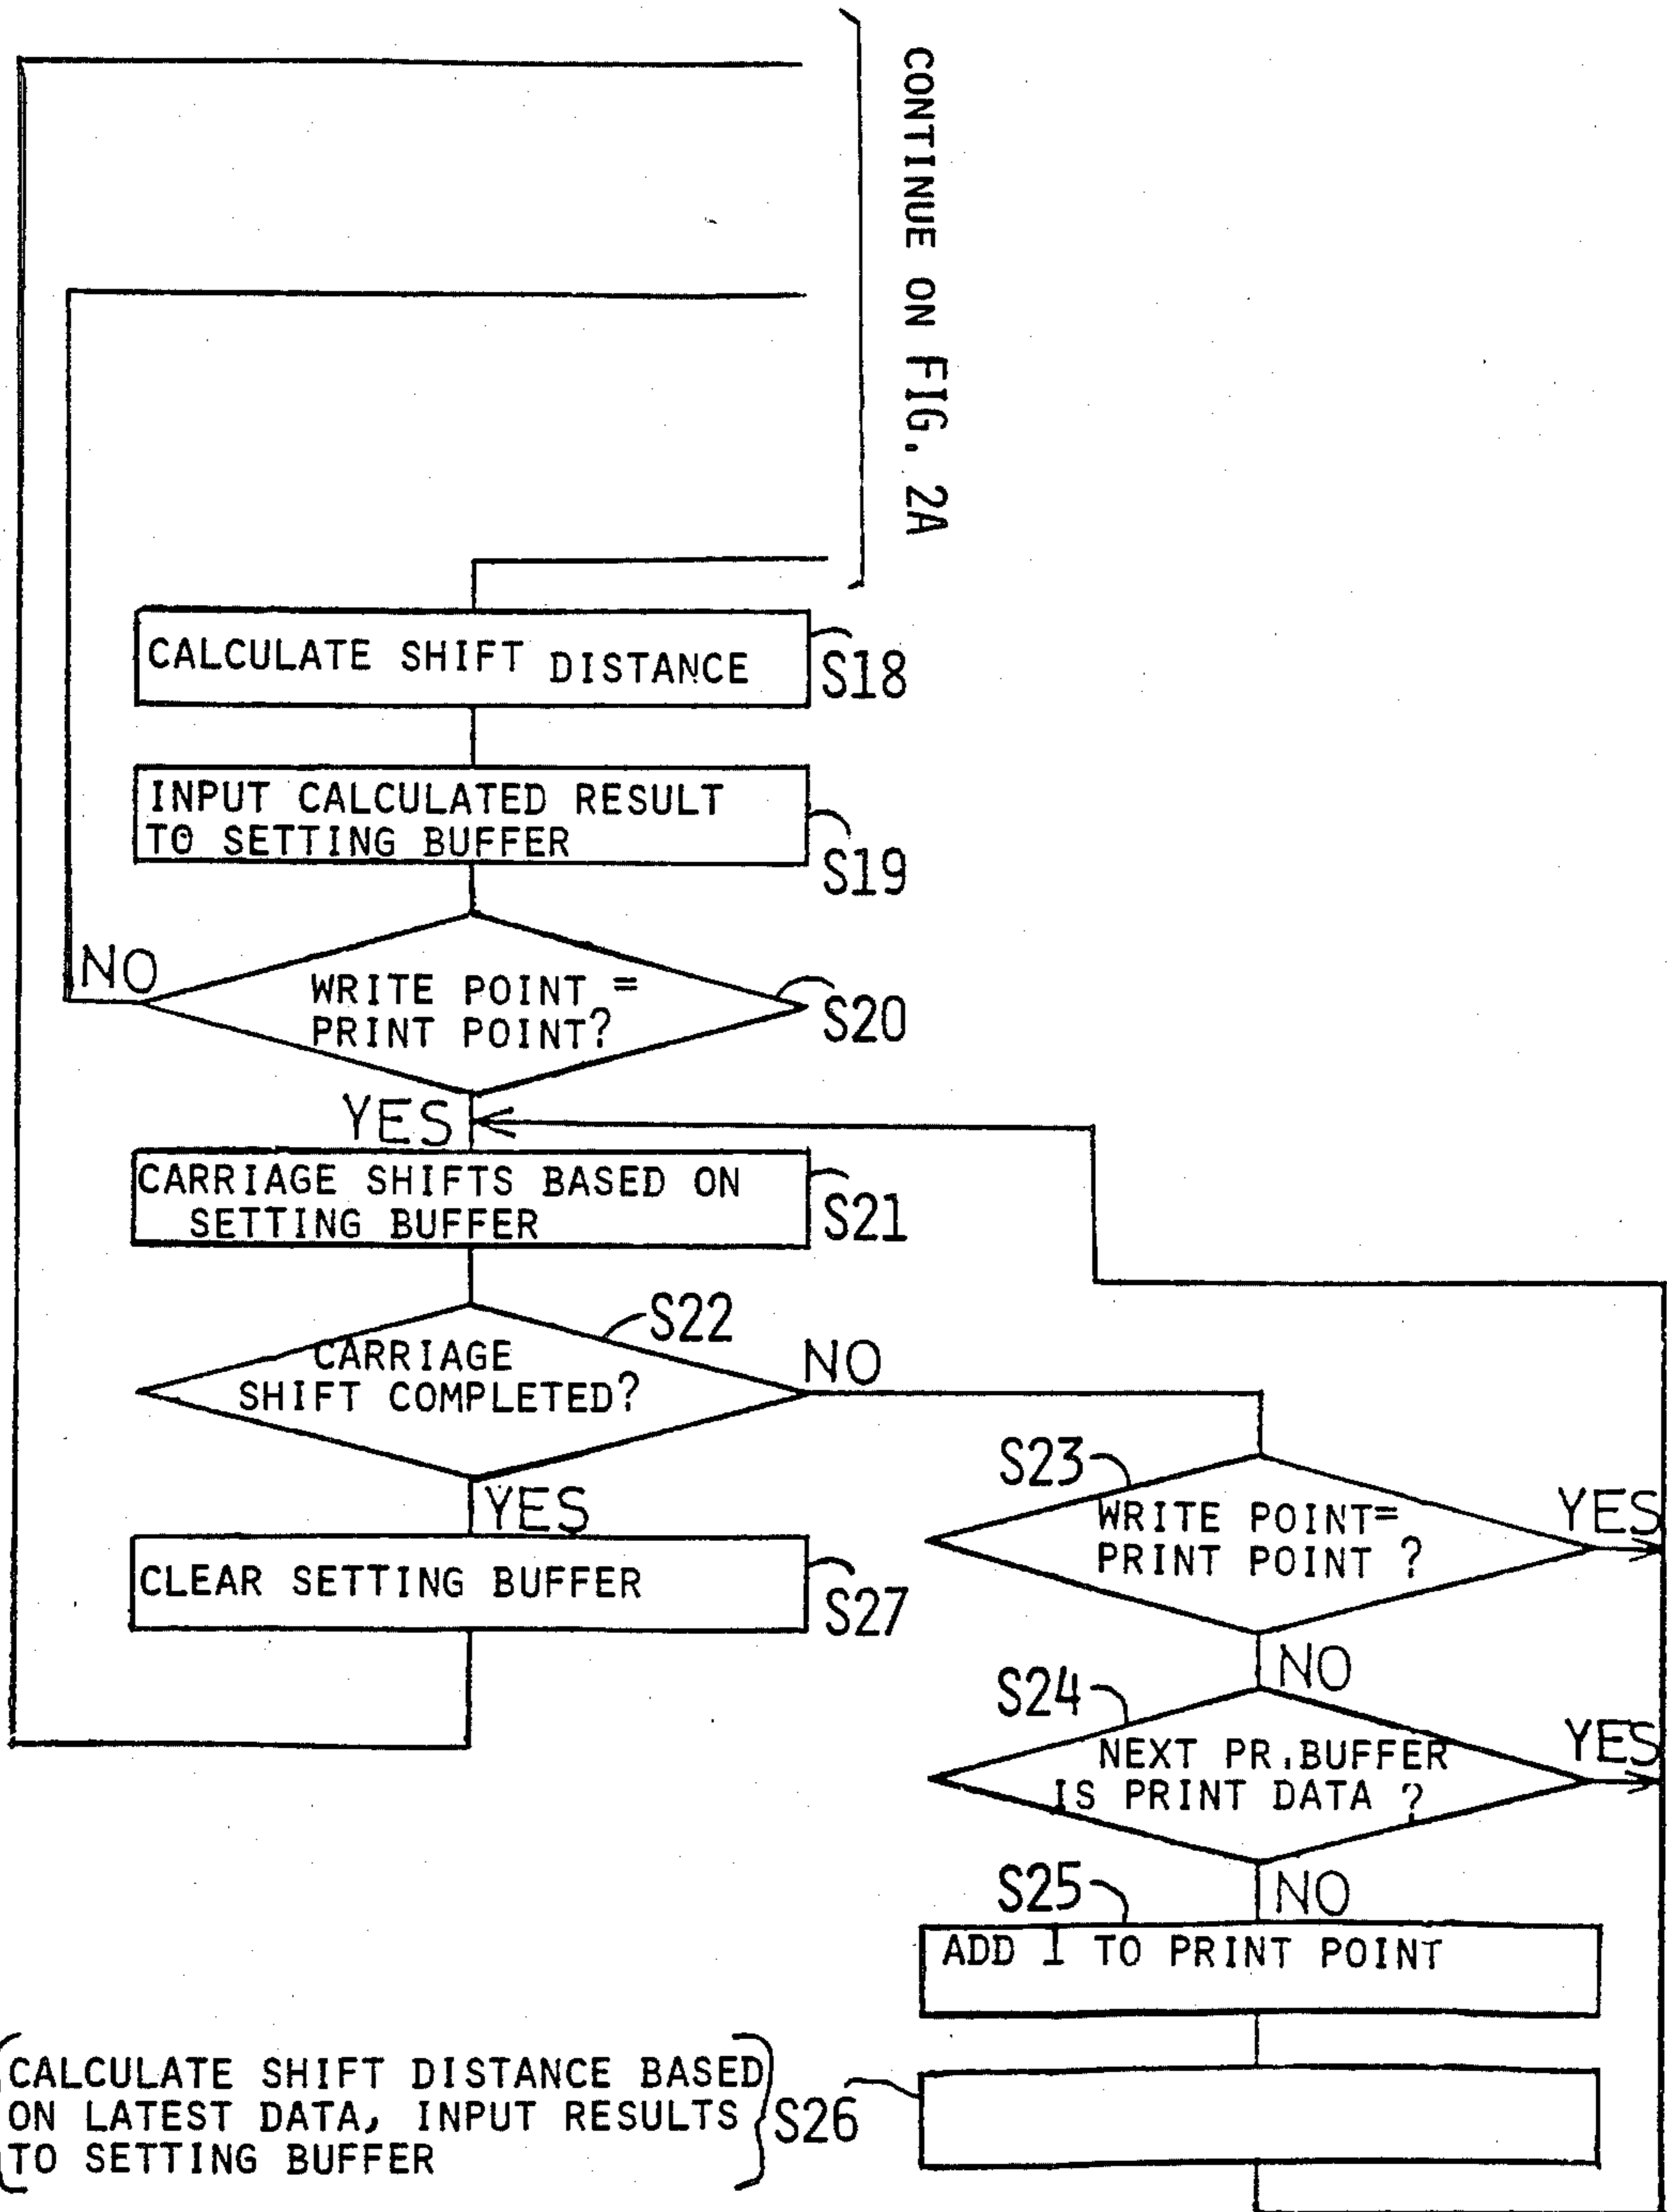 CONTINUE ON FIG. 2A
CALCULATE SHIFT DISTANCE
S18
INPUT CALCULATED RESULT
TO SETTING BUFFER
S19
NO
WRITE POINT =
PRINT POINT?
S20
YES
CARRIAGE SHIFTS BASED ON
SETTING BUFFER
S21
S22
CARRIAGE
SHIFT COMPLETED?
NO
YES
CLEAR SETTING BUFFER
S27
S23
WRITE POINT=
PRINT POINT ?
YES
NO
S24
NEXT PR.BUFFER
IS PRINT DATA ?
YES
NO
S25
ADD 1 TO PRINT POINT
CALCULATE SHIFT DISTANCE BASED
ON LATEST DATA, INPUT RESULTS
TO SETTING BUFFER
S26